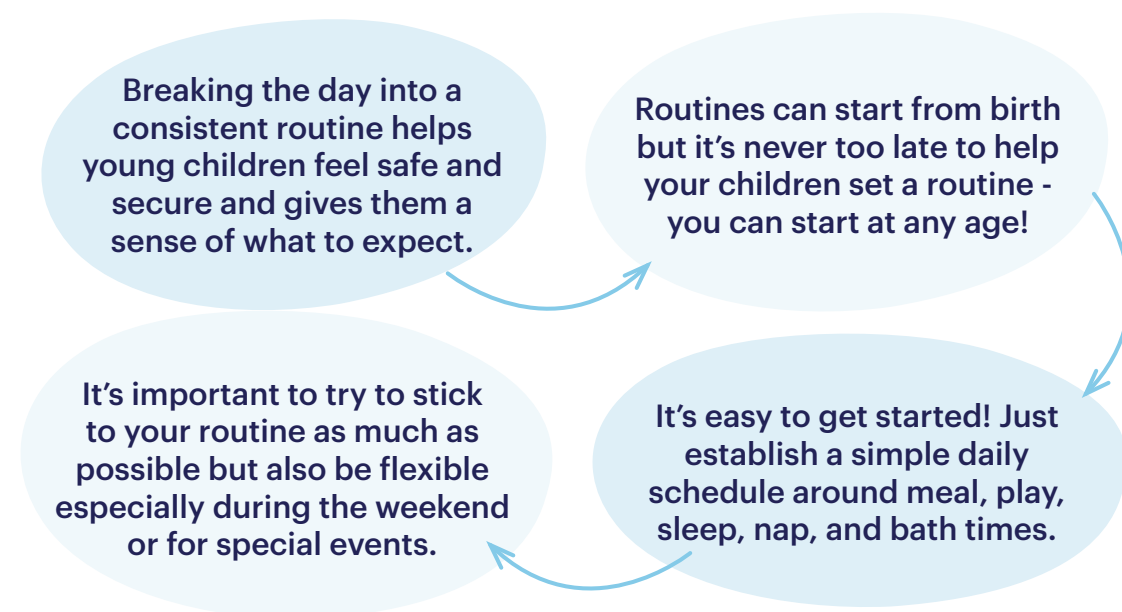 Breaking the day into a
consistent routine helps
young children feel safe and
secure and gives them a
sense of what to expect.
Routines can start from birth
but it’s never too late to help
your children set a routine -
you can start at any age!
It’s easy to get started! Just
establish a simple daily
schedule around meal, play,
sleep, nap, and bath times.
It’s important to try to stick
to your routine as much as
possible but also be flexible
especially during the weekend
or for special events.